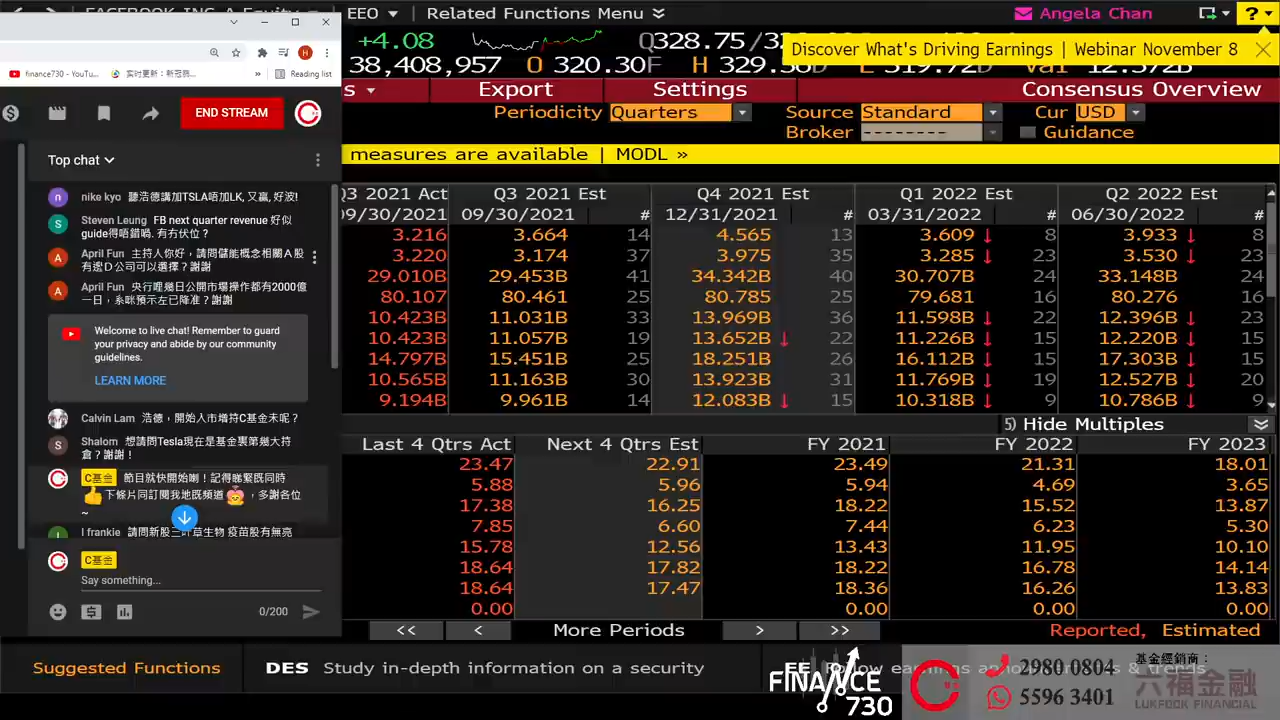 FACEBOOK INC A Equity
EEO
Related Functions Menu
Angela Chan
?
+4.08
Q328.75/
Discover What's Driving Earnings | Webinar November 8
38,408,957 O 320.30F H
finance730 - YouTu...
Reading list
Export
Settings
Consensus Overview
Periodicity Quarters
Source Standard
Cur USD
Broker --------
Guidance
measures are available | MODL »
END STREAM
Top chat
nike kyo 聽浩德講加TSLA唔加LK, 又贏, 好波!
Steven Leung FB next quarter revenue 好似
guide得唔錯喎. 有冇伏位？
April Fun 主持人你好，請問儲能概念相關Ａ股
有邊Ｄ公司可以選擇？謝謝
April Fun 央行哩幾日公開市場操作都有2000億
一日，系咪預示左已降准？謝謝
Welcome to live chat! Remember to guard
your privacy and abide by our community
guidelines.
LEARN MORE
Calvin Lam 浩德，開始入市增持C基金未呢？
Shalom 想請問Tesla現在是基金裏第幾大持
倉？謝謝！
C基金 節目就快開始喇！記得睇緊既同時
下條片同訂閱我地既頻道，多謝各位
~
I frankie 請問新股三叶草生物 疫苗股有無亮
C基金
Say something...
0/200
Q3 2021 Act Q3 2021 Est Q4 2021 Est Q1 2022 Est Q2 2022 Est
09/30/2021 09/30/2021 # 12/31/2021 # 03/31/2022 # 06/30/2022 #
3.216 3.664 14 4.565 13 3.609 ↓ 8 3.933 ↓ 8
3.220 3.174 37 3.975 35 3.285 ↓ 23 3.530 ↓ 23
29.010B 29.453B 41 34.342B 40 30.707B 24 33.148B 24
80.107 80.461 25 80.785 25 79.681 16 80.276 16
10.423B 11.031B 33 13.969B 36 11.598B ↓ 22 12.396B ↓ 23
10.423B 11.057B 19 13.652B ↓ 22 11.226B ↓ 15 12.220B ↓ 15
14.797B 15.451B 25 18.251B 26 16.112B ↓ 15 17.303B ↓ 15
10.565B 11.163B 30 13.923B 31 11.769B ↓ 19 12.527B ↓ 20
9.194B 9.961B 14 12.083B ↓ 15 10.318B ↓ 9 10.786B ↓ 9
5) Hide Multiples
Last 4 Qtrs Act Next 4 Qtrs Est FY 2021 FY 2022 FY 2023
23.47 22.91 23.49 21.31 18.01
5.88 5.96 5.94 4.69 3.65
17.38 16.25 18.22 15.52 13.87
7.85 6.60 7.44 6.23 5.30
15.78 12.56 13.43 11.95 10.10
18.64 17.82 18.22 16.78 14.14
18.64 17.47 18.36 16.26 13.83
0.00 0.00 0.00 0.00
<< < More Periods > >>
Reported, Estimated
Suggested Functions
DES Study in-depth information on a security
EE Follow
FINANCE
730
2980 0804
5596 3401
基金經銷商：
六福金融
LUKFOOK FINANCIAL